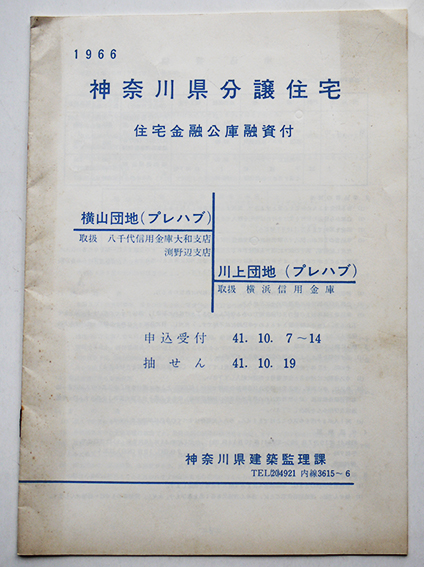 1966
神奈川県分譲住宅
住宅金融公庫融資付
横山団地(プレハブ)
取扱 八千代信用金庫大和支店
渕野辺支店
川上団地 (プレハブ)
取扱 横浜信用金庫
申込受付 41. 10. 7～14
抽せん 41. 10. 19
神奈川県建築監理課
TEL(20)4921 内線3615～6